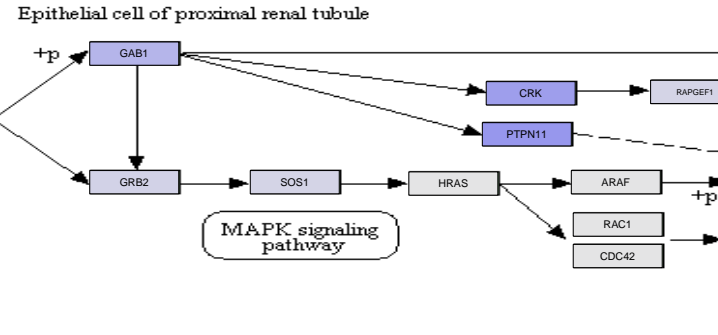 Epithelial cell of proximal renal tubule
+p
GAB1
CRK
RAPGEF1
PTPN11
GRB2
SOS1
HRAS
ARAF
+p
RAC1
MAPK signaling
pathway
CDC42